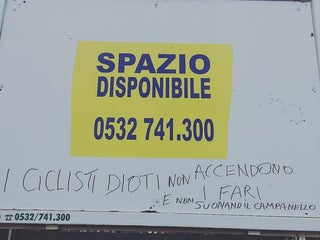 SPAZIO
DISPONIBILE
0532 741.300
I CICLISTI DIOTI NON ACCENDONO
E NON I FARI
SUONANO IL CAMPANELLO
☎ 0532/741.300